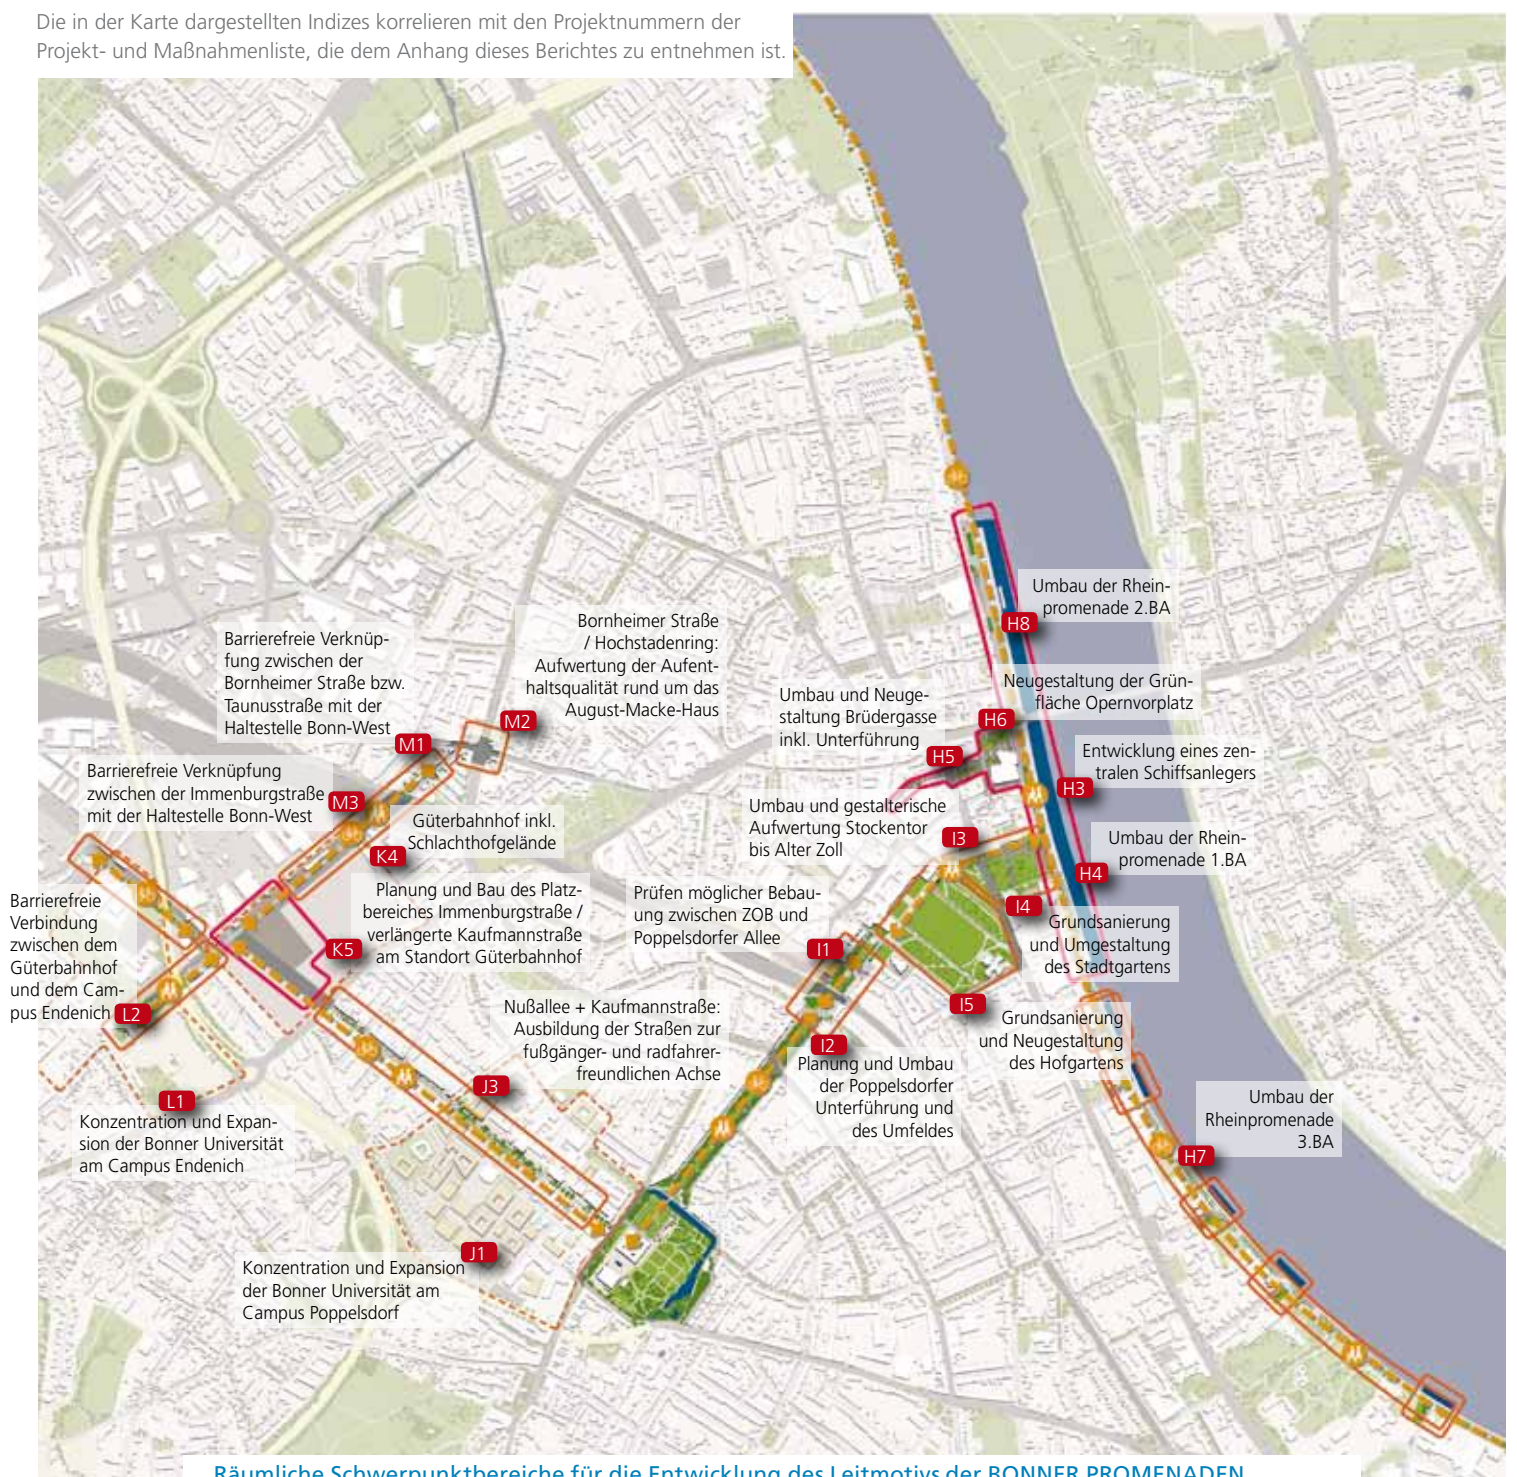 Die in der Karte dargestellten Indizes korrelieren mit den Projektnummern der
Projekt- und Maßnahmenliste, die dem Anhang dieses Berichtes zu entnehmen ist.
Umbau der Rhein-
promenade 2.BA
H8
Bornheimer Straße
/ Hochstadenring:
Aufwertung der Aufent-
haltsqualität rund um das
August-Macke-Haus
M2
Barrierefreie Verknüp-
fung zwischen der
Bornheimer Straße bzw.
Taunusstraße mit der
Haltestelle Bonn-West
M1
Neugestaltung der Grün-
fläche Opernvorplatz
H6
Umbau und Neuge-
staltung Brüdergasse
inkl. Unterführung
H5
Entwicklung eines zen-
tralen Schiffsanlegers
H3
Barrierefreie Verknüpfung
zwischen der Immenburgstraße
mit der Haltestelle Bonn-West
M3
Güterbahnhof inkl.
Schlachthofgelände
K4
Umbau und gestalterische
Aufwertung Stockentor
bis Alter Zoll
I3
Umbau der Rhein-
promenade 1.BA
H4
Barrierefreie
Verbindung
zwischen dem
Güterbahnhof
und dem Cam-
pus Endenich
L2
Planung und Bau des Platz-
bereiches Immenburgstraße /
verlängerte Kaufmannstraße
am Standort Güterbahnhof
K5
Prüfen möglicher Bebau-
ung zwischen ZOB und
Poppelsdorfer Allee
I1
I4
Grundsanierung
und Umgestaltung
des Stadtgartens
I5
Grundsanierung
und Neugestaltung
des Hofgartens
Nußallee + Kaufmannstraße:
Ausbildung der Straßen zur
fußgänger- und radfahrer-
freundlichen Achse
J3
I2
Planung und Umbau
der Poppelsdorfer
Unterführung und
des Umfeldes
L1
Konzentration und Expan-
sion der Bonner Universität
am Campus Endenich
Umbau der
Rheinpromenade
3.BA
H7
J1
Konzentration und Expansion
der Bonner Universität am
Campus Poppelsdorf
Räumliche Schwerpunktbereiche für die Entwicklung des Leitmotivs der BONNER PROMENADEN